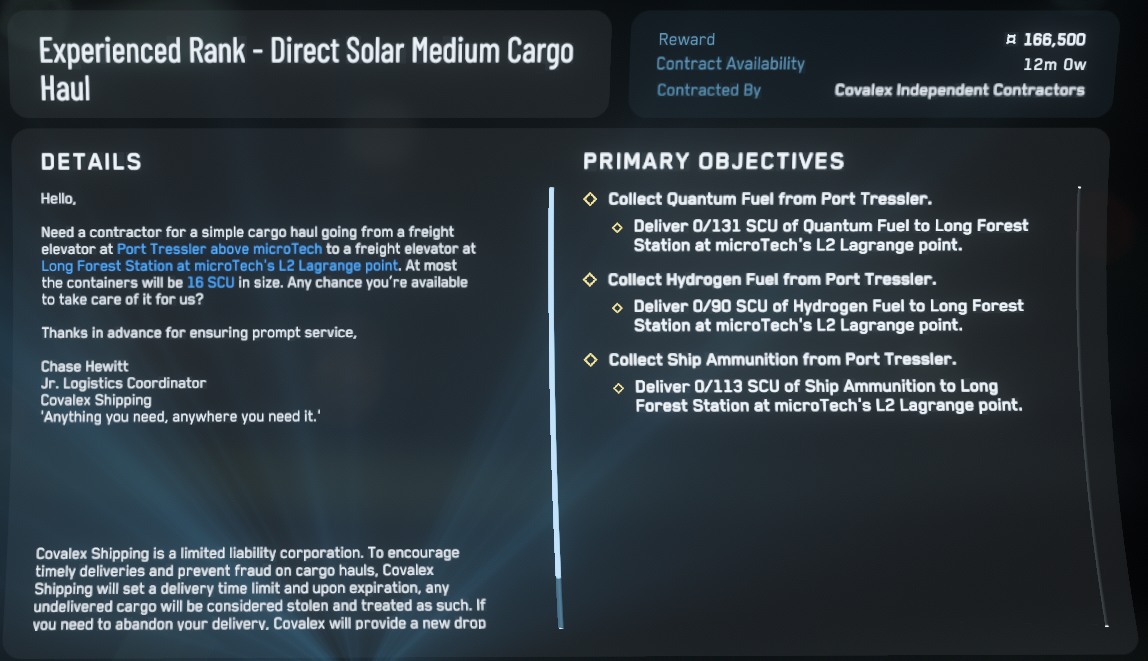 Experienced Rank - Direct Solar Medium Cargo
Haul
Reward ¤ 166,500
Contract Availability 12m 0w
Contracted By Covalex Independent Contractors
DETAILS
Hello,
Need a contractor for a simple cargo haul going from a freight
elevator at Port Tressler above microTech to a freight elevator at
Long Forest Station at microTech's L2 Lagrange point. At most
the containers will be 16 SCU in size. Any chance you're available
to take care of it for us?
Thanks in advance for ensuring prompt service,
Chase Hewitt
Jr. Logistics Coordinator
Covalex Shipping
'Anything you need, anywhere you need it.'
Covalex Shipping is a limited liability corporation. To encourage
timely deliveries and prevent fraud on cargo hauls, Covalex
Shipping will set a delivery time limit and upon expiration, any
undelivered cargo will be considered stolen and treated as such. If
you need to abandon your delivery, Covalex will provide a new drop
PRIMARY OBJECTIVES
Collect Quantum Fuel from Port Tressler.
Deliver 0/131 SCU of Quantum Fuel to Long Forest
Station at microTech's L2 Lagrange point.
Collect Hydrogen Fuel from Port Tressler.
Deliver 0/90 SCU of Hydrogen Fuel to Long Forest
Station at microTech's L2 Lagrange point.
Collect Ship Ammunition from Port Tressler.
Deliver 0/113 SCU of Ship Ammunition to Long
Forest Station at microTech's L2 Lagrange point.